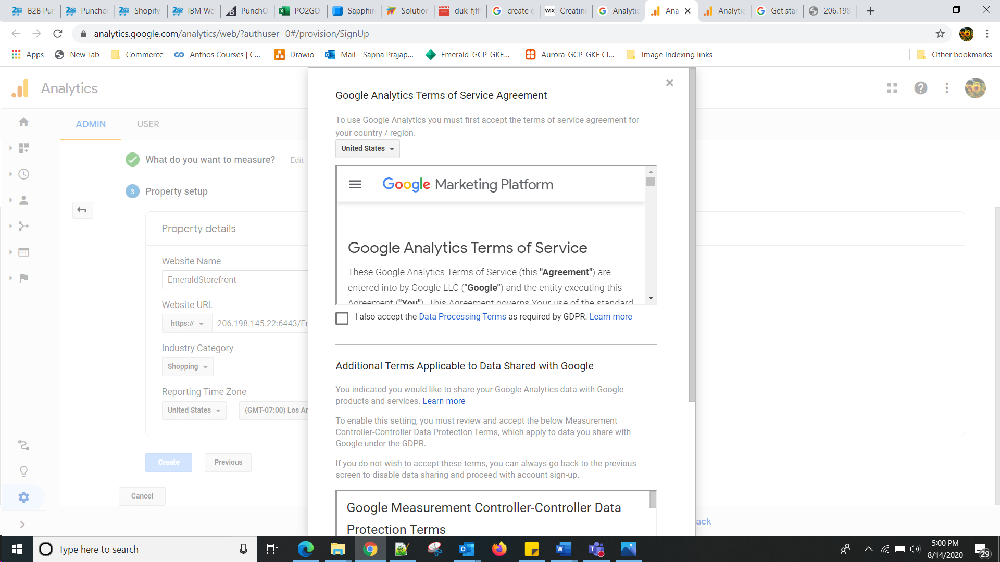 B2B Pun
Puncho
Shopify
IBM We
PunchO
PO2GO
Sapphir
Solution
duk-fjfh
create g
WiX Creating
Analytic
Ana
Analytic
Get star
206.198
analytics.google.com/analytics/web/?authuser=0#/provision/SignUp
Apps
New Tab
Commerce
Anthos Courses | C...
Drawio
Mail - Sapna Prajap...
Emerald_GCP_GKE...
Aurora_GCP_GKE Cl...
Image Indexing links
Other bookmarks
Analytics
ADMIN
USER
What do you want to measure?
Edit
3
Property setup
Property details
Website Name
EmeraldStorefront
Website URL
https://
206.198.145.22:6443/Em
Industry Category
Shopping
Reporting Time Zone
United States
(GMT-07:00) Los An
Create
Previous
Cancel
Google Analytics Terms of Service Agreement
To use Google Analytics you must first accept the terms of service agreement for
your country / region.
United States
Google Marketing Platform
Google Analytics Terms of Service
These Google Analytics Terms of Service (this "Agreement") are
entered into by Google LLC ("Google") and the entity executing this
Agreement ("You"). This Agreement governs Your use of the standard
I also accept the Data Processing Terms as required by GDPR. Learn more
Additional Terms Applicable to Data Shared with Google
You indicated you would like to share your Google Analytics data with Google
products and services. Learn more
To enable this setting, you must review and accept the below Measurement
Controller-Controller Data Protection Terms, which apply to data you share with
Google under the GDPR.
If you do not wish to accept these terms, you can always go back to the previous
screen to disable data sharing and proceed with account sign-up.
Google Measurement Controller-Controller Data
Protection Terms
ack
Type here to search
5:00 PM
8/14/2020
29